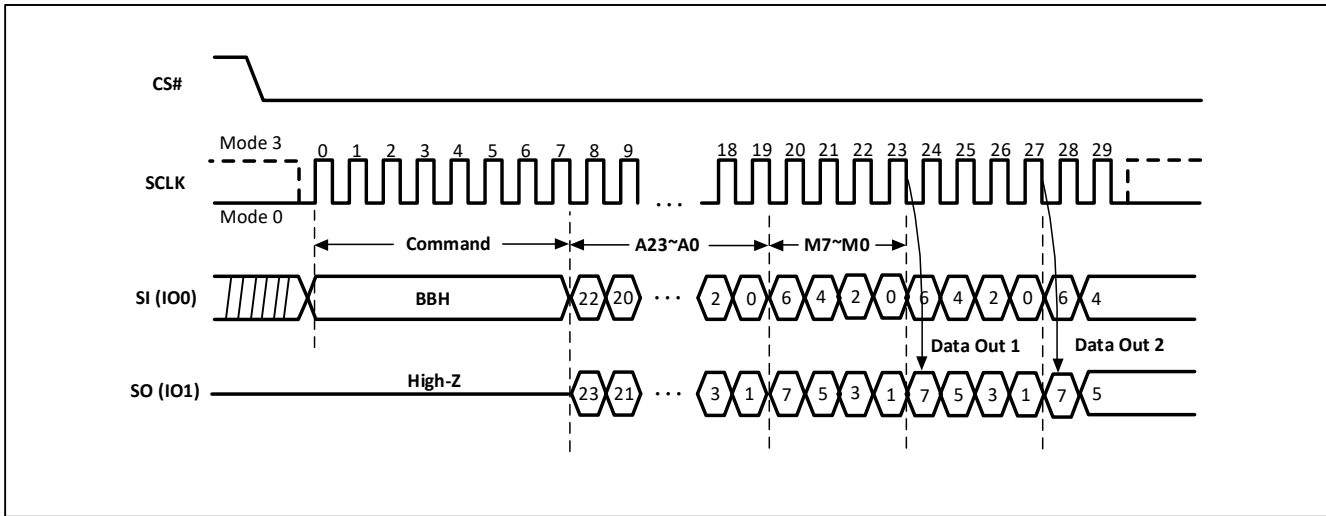 CS#
Mode 3
0 1 2 3 4 5 6 7 8 9 18 19 20 21 22 23 24 25 26 27 28 29
SCLK
...
Mode 0
Command A23~A0 M7~M0
SI (IO0) BBH 22 20 ... 2 0 6 4 2 0 6 4 2 0 6 4
Data Out 1 Data Out 2
SO (IO1) High-Z 23 21 ... 3 1 7 5 3 1 7 5 3 1 7 5